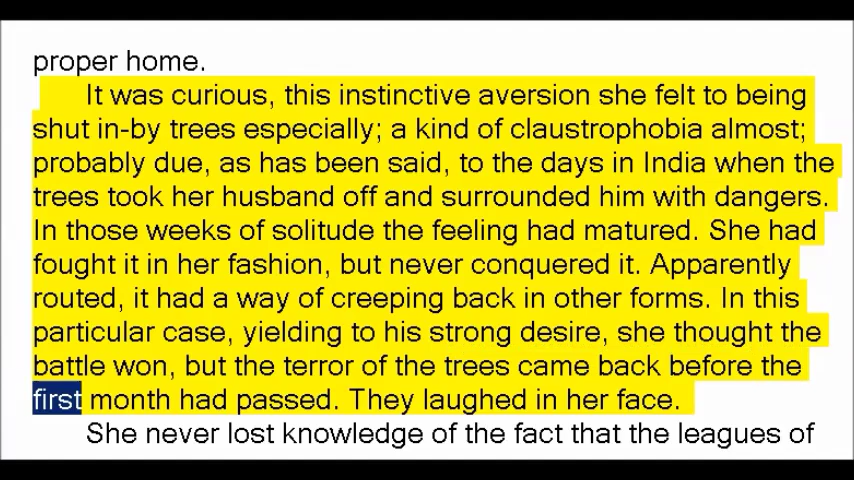 proper home.
It was curious, this instinctive aversion she felt to being
shut in-by trees especially; a kind of claustrophobia almost;
probably due, as has been said, to the days in India when the
trees took her husband off and surrounded him with dangers.
In those weeks of solitude the feeling had matured. She had
fought it in her fashion, but never conquered it. Apparently
routed, it had a way of creeping back in other forms. In this
particular case, yielding to his strong desire, she thought the
battle won, but the terror of the trees came back before the
first month had passed. They laughed in her face.
She never lost knowledge of the fact that the leagues of